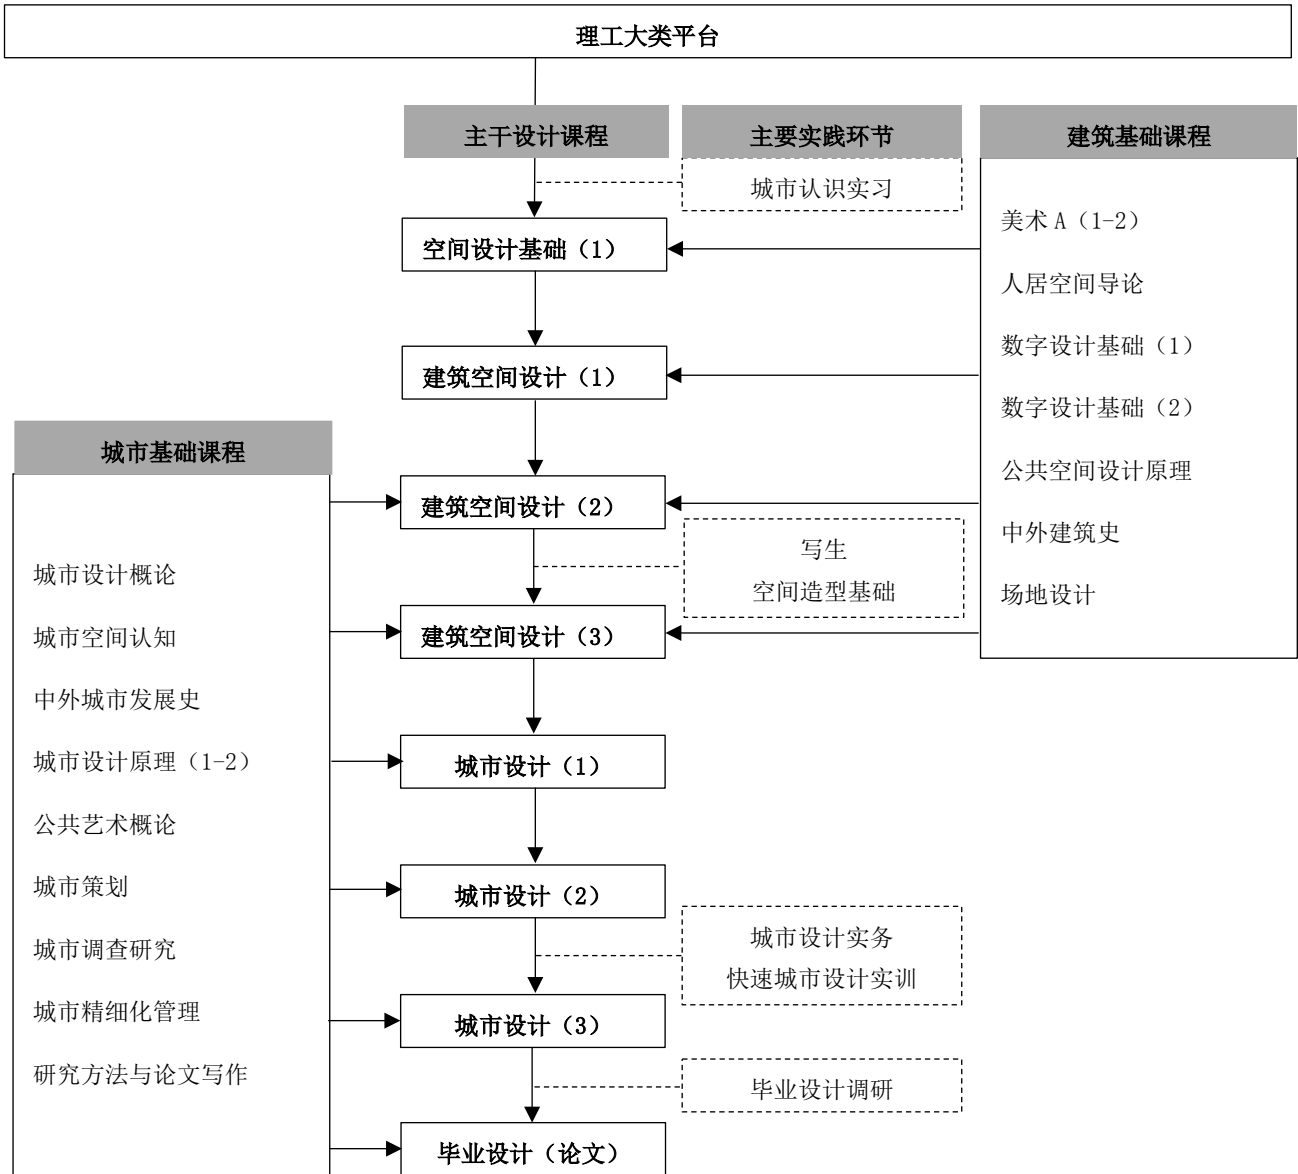 理工大类平台
主干设计课程
主要实践环节
建筑基础课程
城市认识实习
美术 A（1-2）
空间设计基础（1）
人居空间导论
数字设计基础（1）
建筑空间设计（1）
数字设计基础（2）
城市基础课程
公共空间设计原理
建筑空间设计（2）
中外建筑史
写生
空间造型基础
场地设计
城市设计概论
城市空间认知
建筑空间设计（3）
中外城市发展史
城市设计原理（1-2）
城市设计（1）
公共艺术概论
城市策划
城市设计（2）
城市调查研究
城市设计实务
快速城市设计实训
城市精细化管理
城市设计（3）
研究方法与论文写作
毕业设计调研
毕业设计（论文）